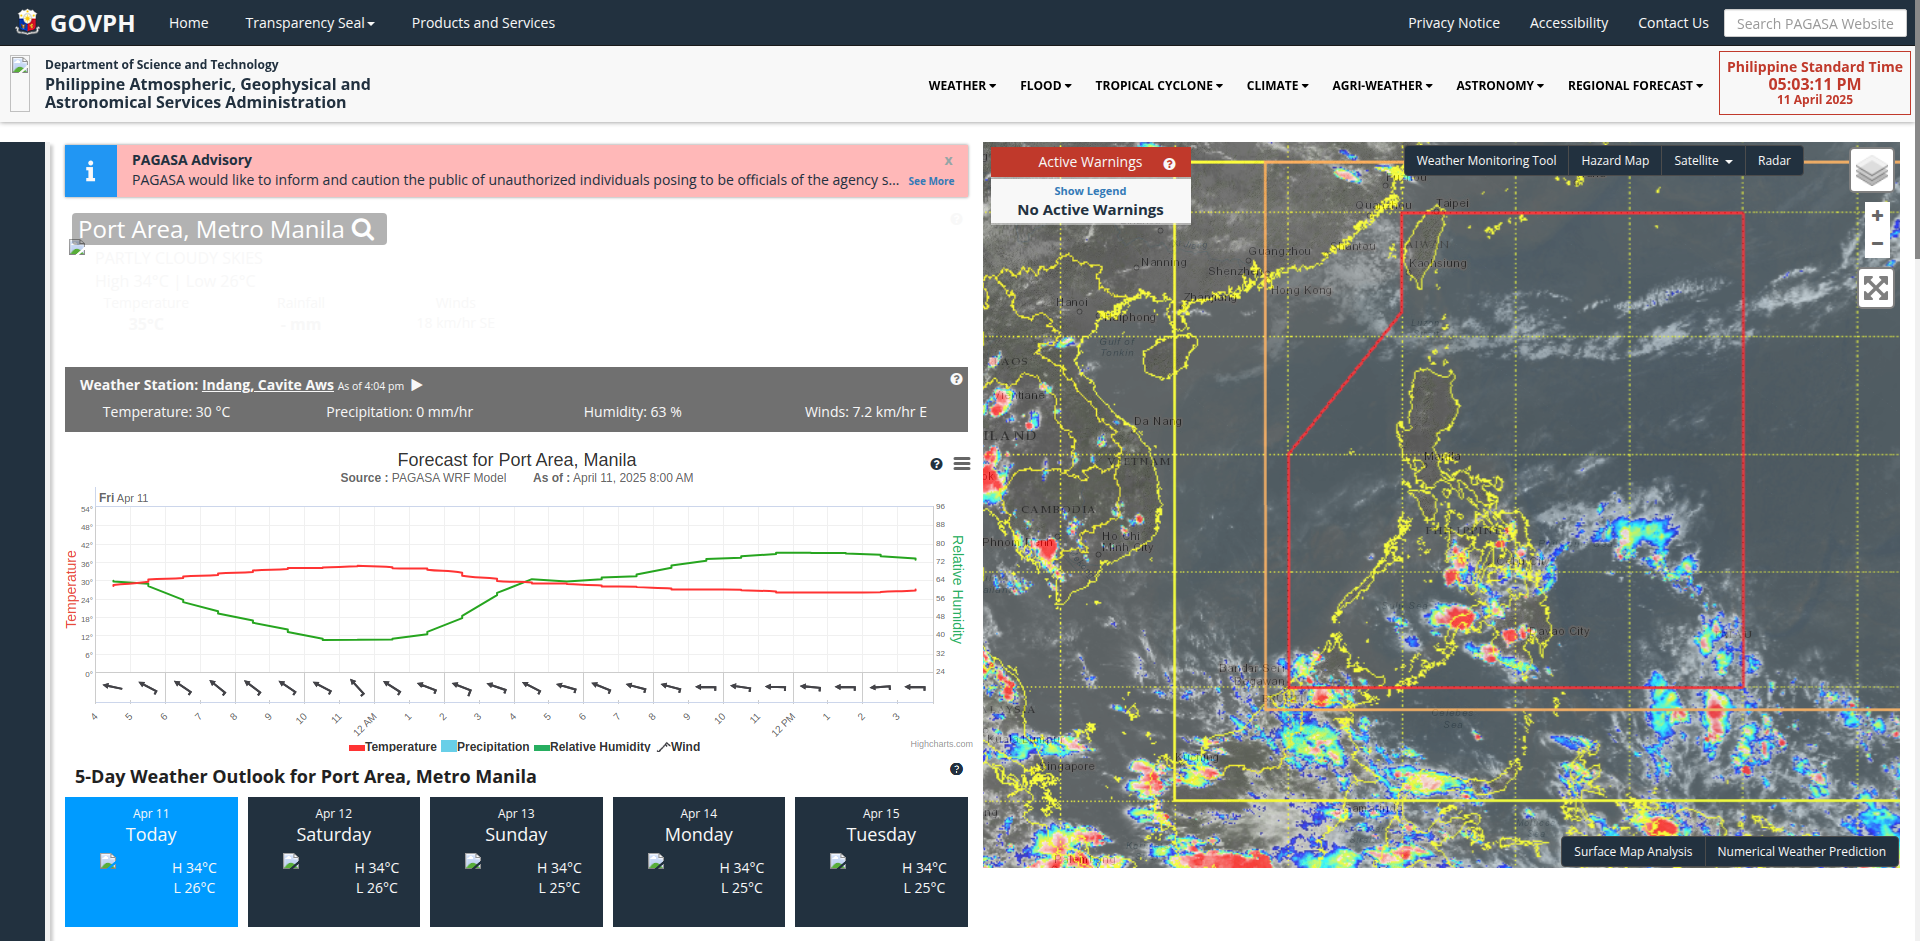 GOVPH
Home
Transparency Seal
Products and Services
Privacy Notice
Accessibility
Contact Us
Search PAGASA Website
Department of Science and Technology
Philippine Atmospheric, Geophysical and
Astronomical Services Administration
WEATHER
FLOOD
TROPICAL CYCLONE
CLIMATE
AGRI-WEATHER
ASTRONOMY
REGIONAL FORECAST
Philippine Standard Time
05:03:11 PM
11 April 2025
PAGASA Advisory
x
PAGASA would like to inform and caution the public of unauthorized individuals posing to be officials of the agency s... See More
Port Area, Metro Manila
PARTLY CLOUDY SKIES
High 34°C | Low 26°C
Temperature
Rainfall
Winds
35°C
- mm
18 km/hr SE
Weather Station: Indang, Cavite Aws As of 4:04 pm
Temperature: 30 °C
Precipitation: 0 mm/hr
Humidity: 63 %
Winds: 7.2 km/hr E
Forecast for Port Area, Manila
Source : PAGASA WRF Model As of : April 11, 2025 8:00 AM
Fri Apr 11
54° 48° 42° 36° 30° 24° 18° 12° 6° 0°
Temperature
96 88 80 72 64 56 48 40 32 24
Relative Humidity
4 5 6 7 8 9 10 11 12 AM 1 2 3 4 5 6 7 8 9 10 11 12 PM 1 2 3
Temperature Precipitation Relative Humidity Wind
Highcharts.com
5-Day Weather Outlook for Port Area, Metro Manila
Apr 11
Today
H 34°C
L 26°C
Apr 12
Saturday
H 34°C
L 26°C
Apr 13
Sunday
H 34°C
L 25°C
Apr 14
Monday
H 34°C
L 25°C
Apr 15
Tuesday
H 34°C
L 25°C
Active Warnings
Show Legend
No Active Warnings
Weather Monitoring Tool
Hazard Map
Satellite
Radar
+
−
Taipei
Guangzhou
Shantou
Kaohsiung
Nanning
Shenzhen
Hong Kong
Hanoi
Zhanjiang
Haiphong
Gulf of
Tonkin
Vientiane
Da Nang
VIETNAM
Manila
CAMBODIA
Ho Chi
Minh City
Davao City
Bandar Seri
Begawan
Celebes
Sea
Kuching
Singapore
Surface Map Analysis
Numerical Weather Prediction